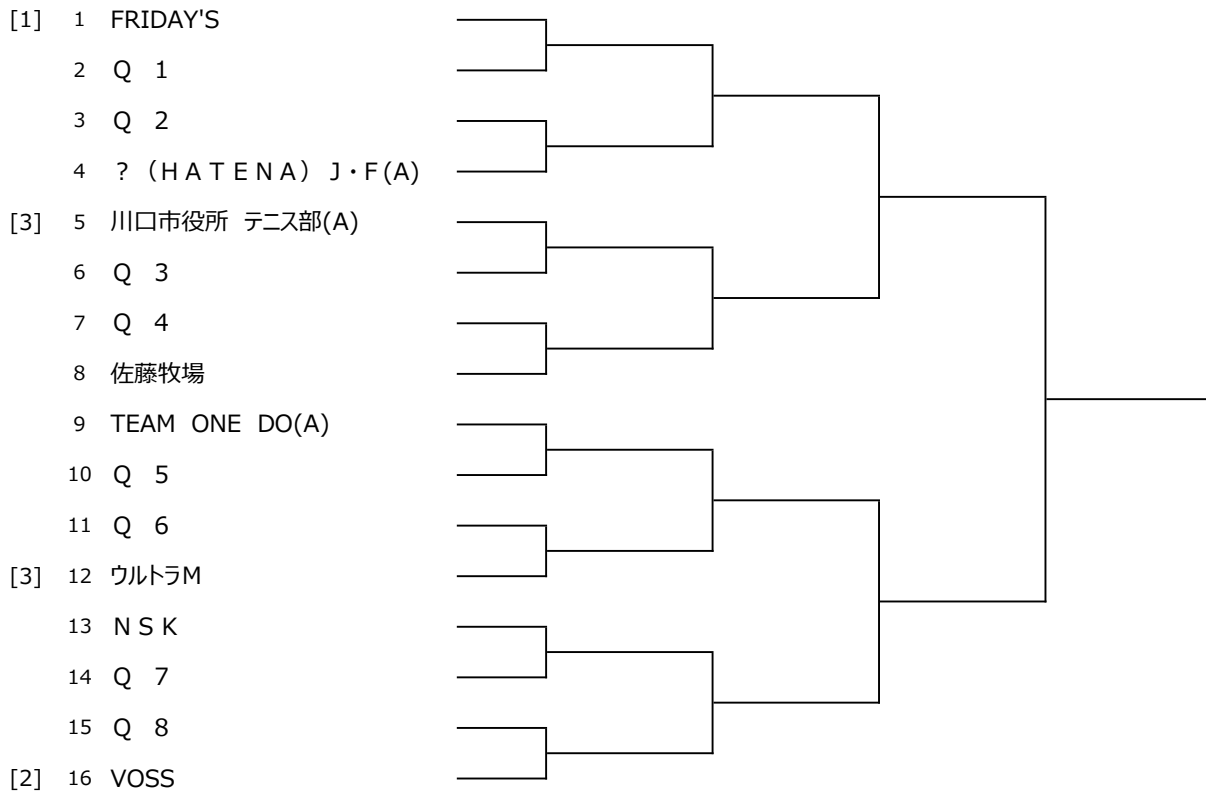 [1] 1 FRIDAY'S
2 Q 1
3 Q 2
4 ?（HATENA）J・F(A)
[3] 5 川口市役所 テニス部(A)
6 Q 3
7 Q 4
8 佐藤牧場
9 TEAM ONE DO(A)
10 Q 5
11 Q 6
[3] 12 ウルトラM
13 NSK
14 Q 7
15 Q 8
[2] 16 VOSS